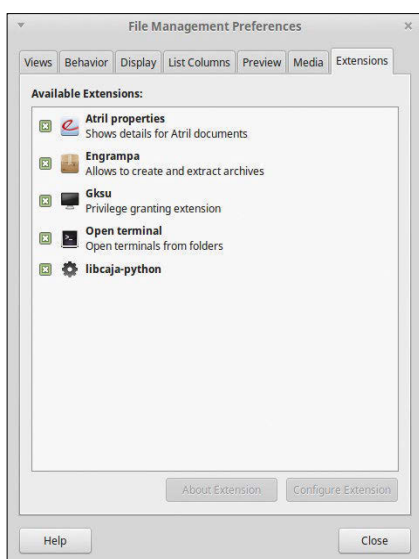 File Management Preferences
Views Behavior Display List Columns Preview Media Extensions
Available Extensions:
Atril properties
Shows details for Atril documents
Engrampa
Allows to create and extract archives
Gksu
Privilege granting extension
Open terminal
Open terminals from folders
libcaja-python
About Extension Configure Extension
Help Close